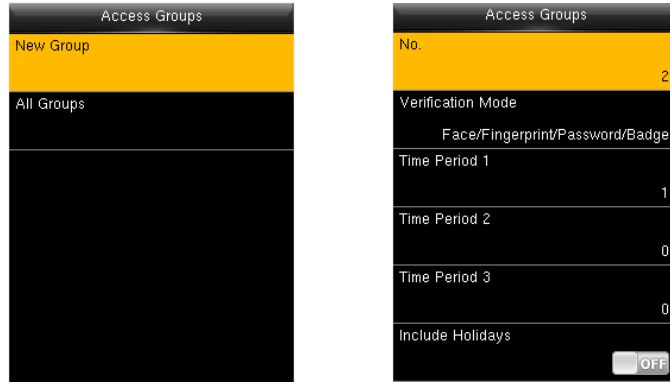 Access Groups
New Group
All Groups
Access Groups
No.
2
Verification Mode
Face/Fingerprint/Password/Badge
Time Period 1
1
Time Period 2
0
Time Period 3
0
Include Holidays
OFF